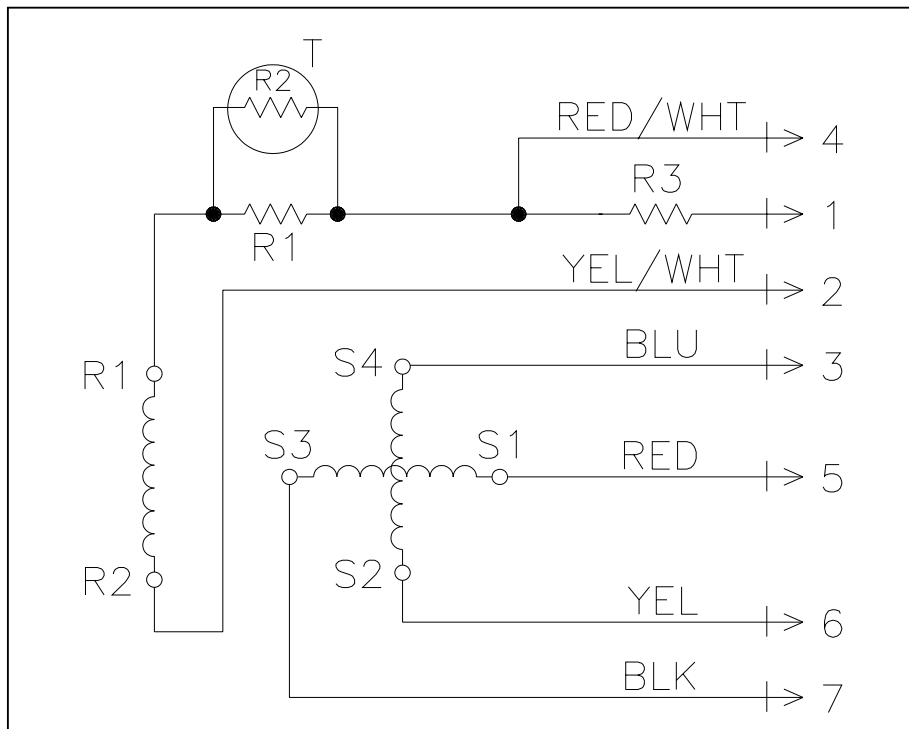 T
R2
RED/WHT 4
R3
1
R1
YEL/WHT 2
BLU 3
S4
R1
S3 S1 RED 5
R2 S2
YEL 6
BLK 7